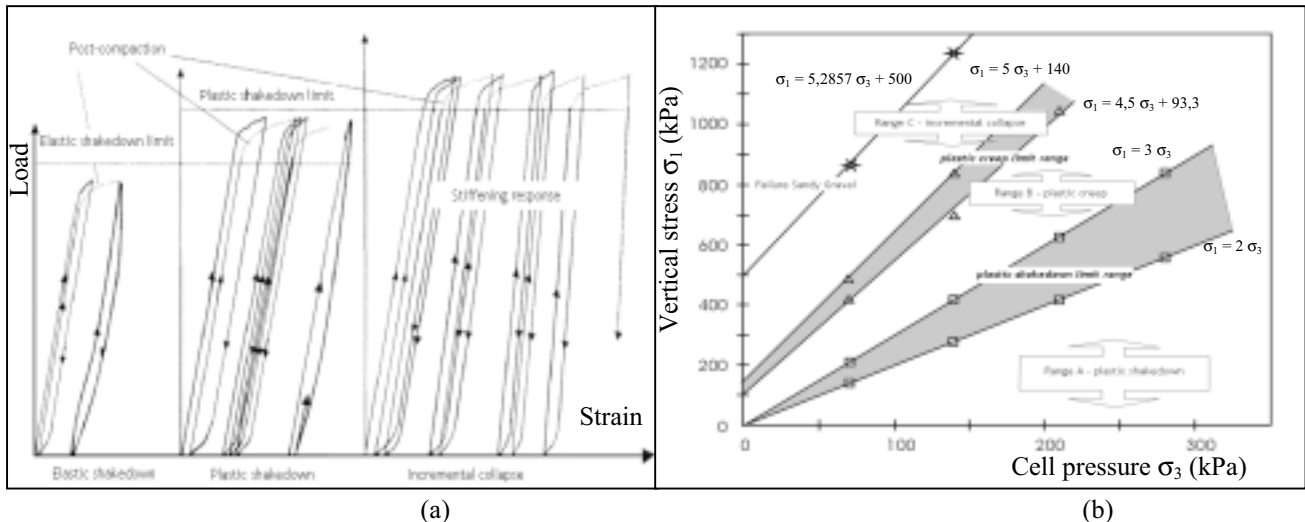 Post-compaction
Plastic shakedown limit
Elastic shakedown limit
Load
Stiffening response
Strain
Elastic shakedown
Plastic shakedown
Incremental collapse
(a)
1200
1000
800
600
400
200
0
Vertical stress σ1 (kPa)
σ1 = 5,2857 σ3 + 500
σ1 = 5 σ3 + 140
σ1 = 4,5 σ3 + 93,3
Range C - incremental collapse
plastic creep limit range
σ1 = 3 σ3
Failure Sandy Gravel
Range B - plastic creep
σ1 = 2 σ3
plastic shakedown limit range
Range A - plastic shakedown
0
100
200
300
Cell pressure σ3 (kPa)
(b)